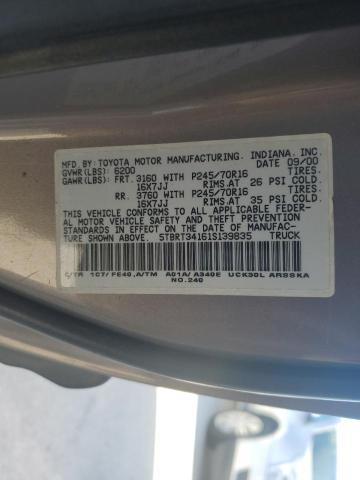 MFD.BY: TOYOTA MOTOR MANUFACTURING, INDIANA, INC.
GVWR(LBS): 6200 DATE 09/00
GAWR(LBS): FRT. 3160 WITH P245/70R16 TIRES,
16X7JJ RIMS,AT 26 PSI COLD.
RR. 3760 WITH P245/70R16 TIRES,
16X7JJ RIMS,AT 35 PSI COLD.
THIS VEHICLE CONFORMS TO ALL APPLICABLE FEDER-
AL MOTOR VEHICLE SAFETY AND BUMPER
STANDARDS IN EFFECT ON THE DATE OF MANUFAC-
TURE SHOWN ABOVE.
5TBRT34161S139835 TRUCK
C/TR 1C7/FE40,A/TM A01A/A340E UCK30L ARSSKA
NO.240